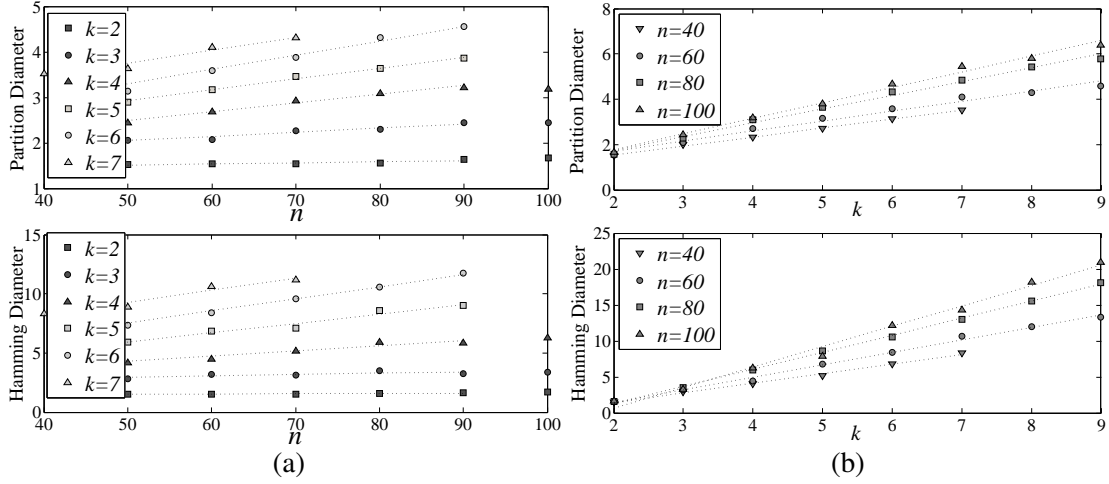 Partition Diameter
5
4
3
2
1
k=2
k=3
k=4
k=5
k=6
k=7
40 50 60 70 80 90 100
n
Hamming Diameter
15
10
5
0
k=2
k=3
k=4
k=5
k=6
k=7
40 50 60 70 80 90 100
n
(a)
Partition Diameter
8
6
4
2
0
n=40
n=60
n=80
n=100
2 3 4 5 6 7 8 9
k
Hamming Diameter
25
20
15
10
5
0
n=40
n=60
n=80
n=100
2 3 4 5 6 7 8 9
k
(b)